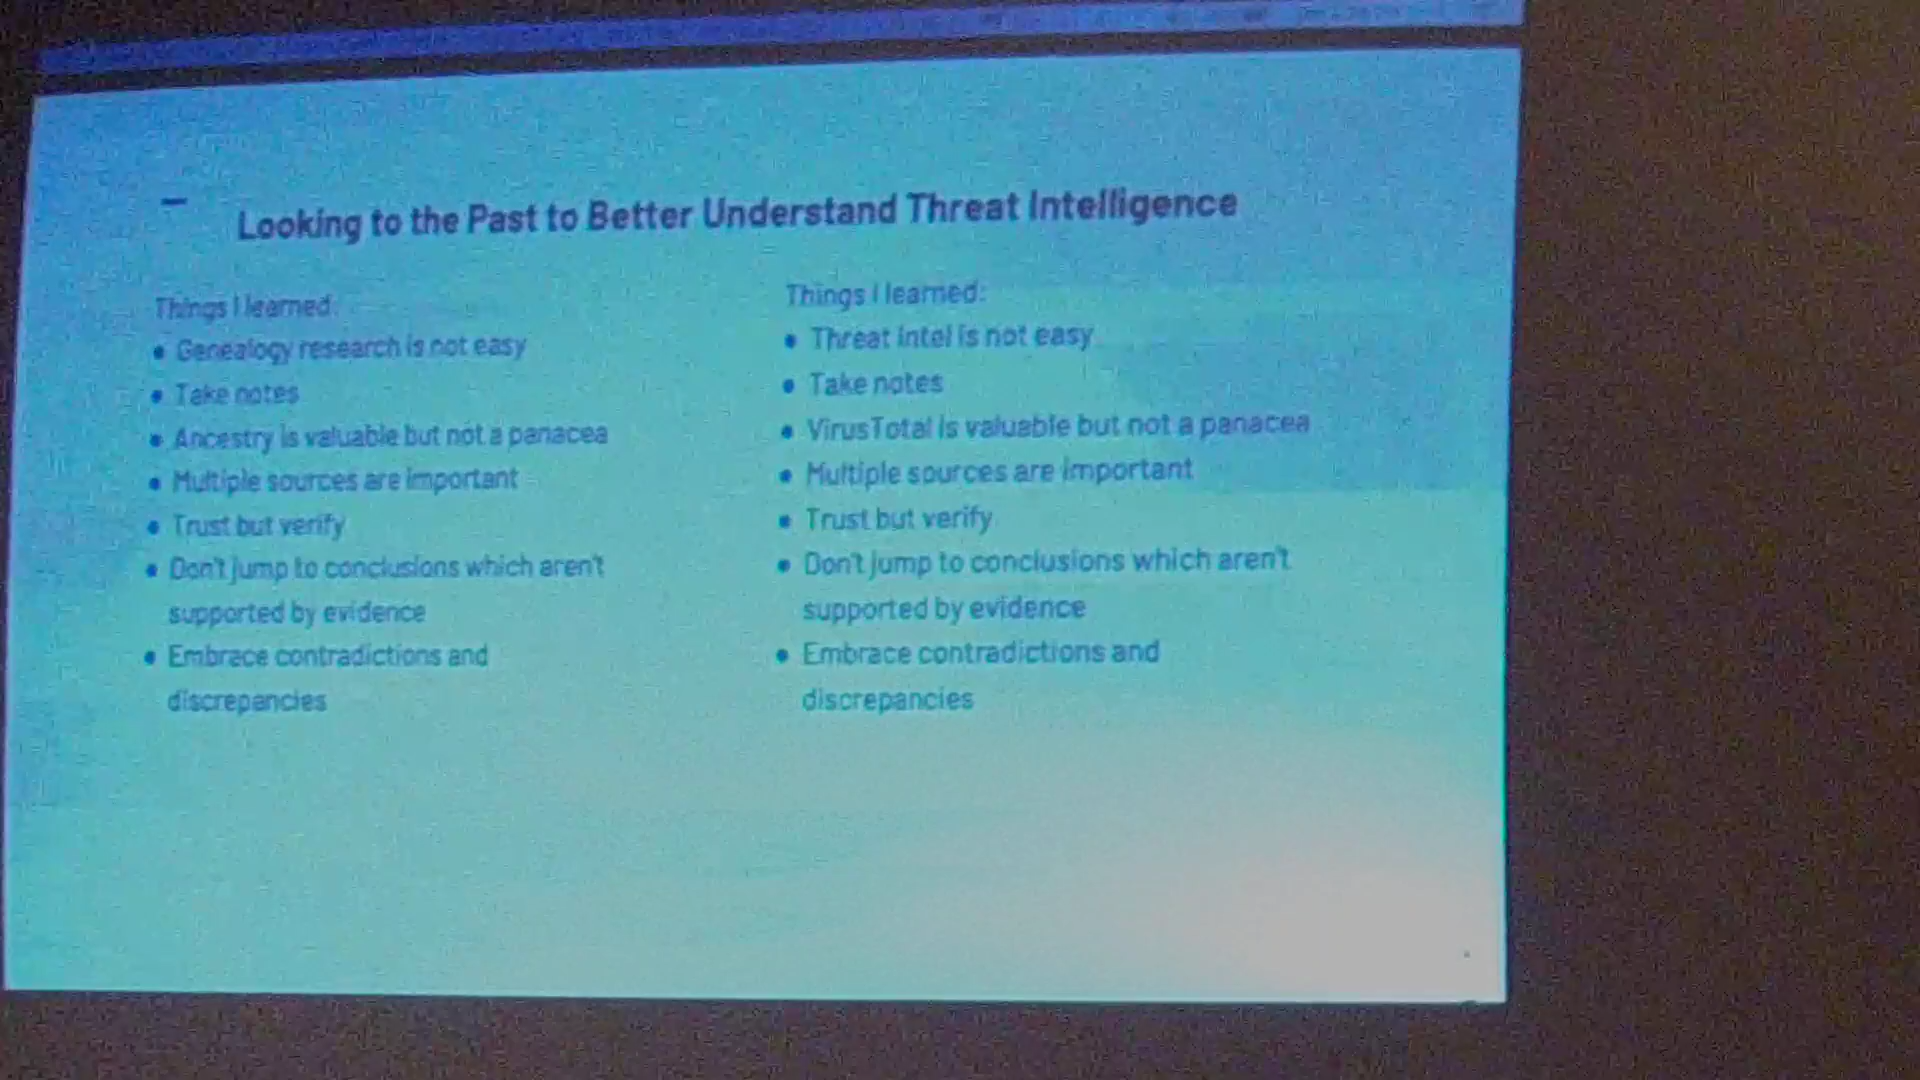 Looking to the Past to Better Understand Threat Intelligence
Things I learned:
• Genealogy research is not easy
• Take notes
• Ancestry is valuable but not a panacea
• Multiple sources are important
• Trust but verify
• Don't jump to conclusions which aren't
supported by evidence
• Embrace contradictions and
discrepancies
Things I learned:
• Threat intel is not easy
• Take notes
• VirusTotal is valuable but not a panacea
• Multiple sources are important
• Trust but verify
• Don't jump to conclusions which aren't
supported by evidence
• Embrace contradictions and
discrepancies